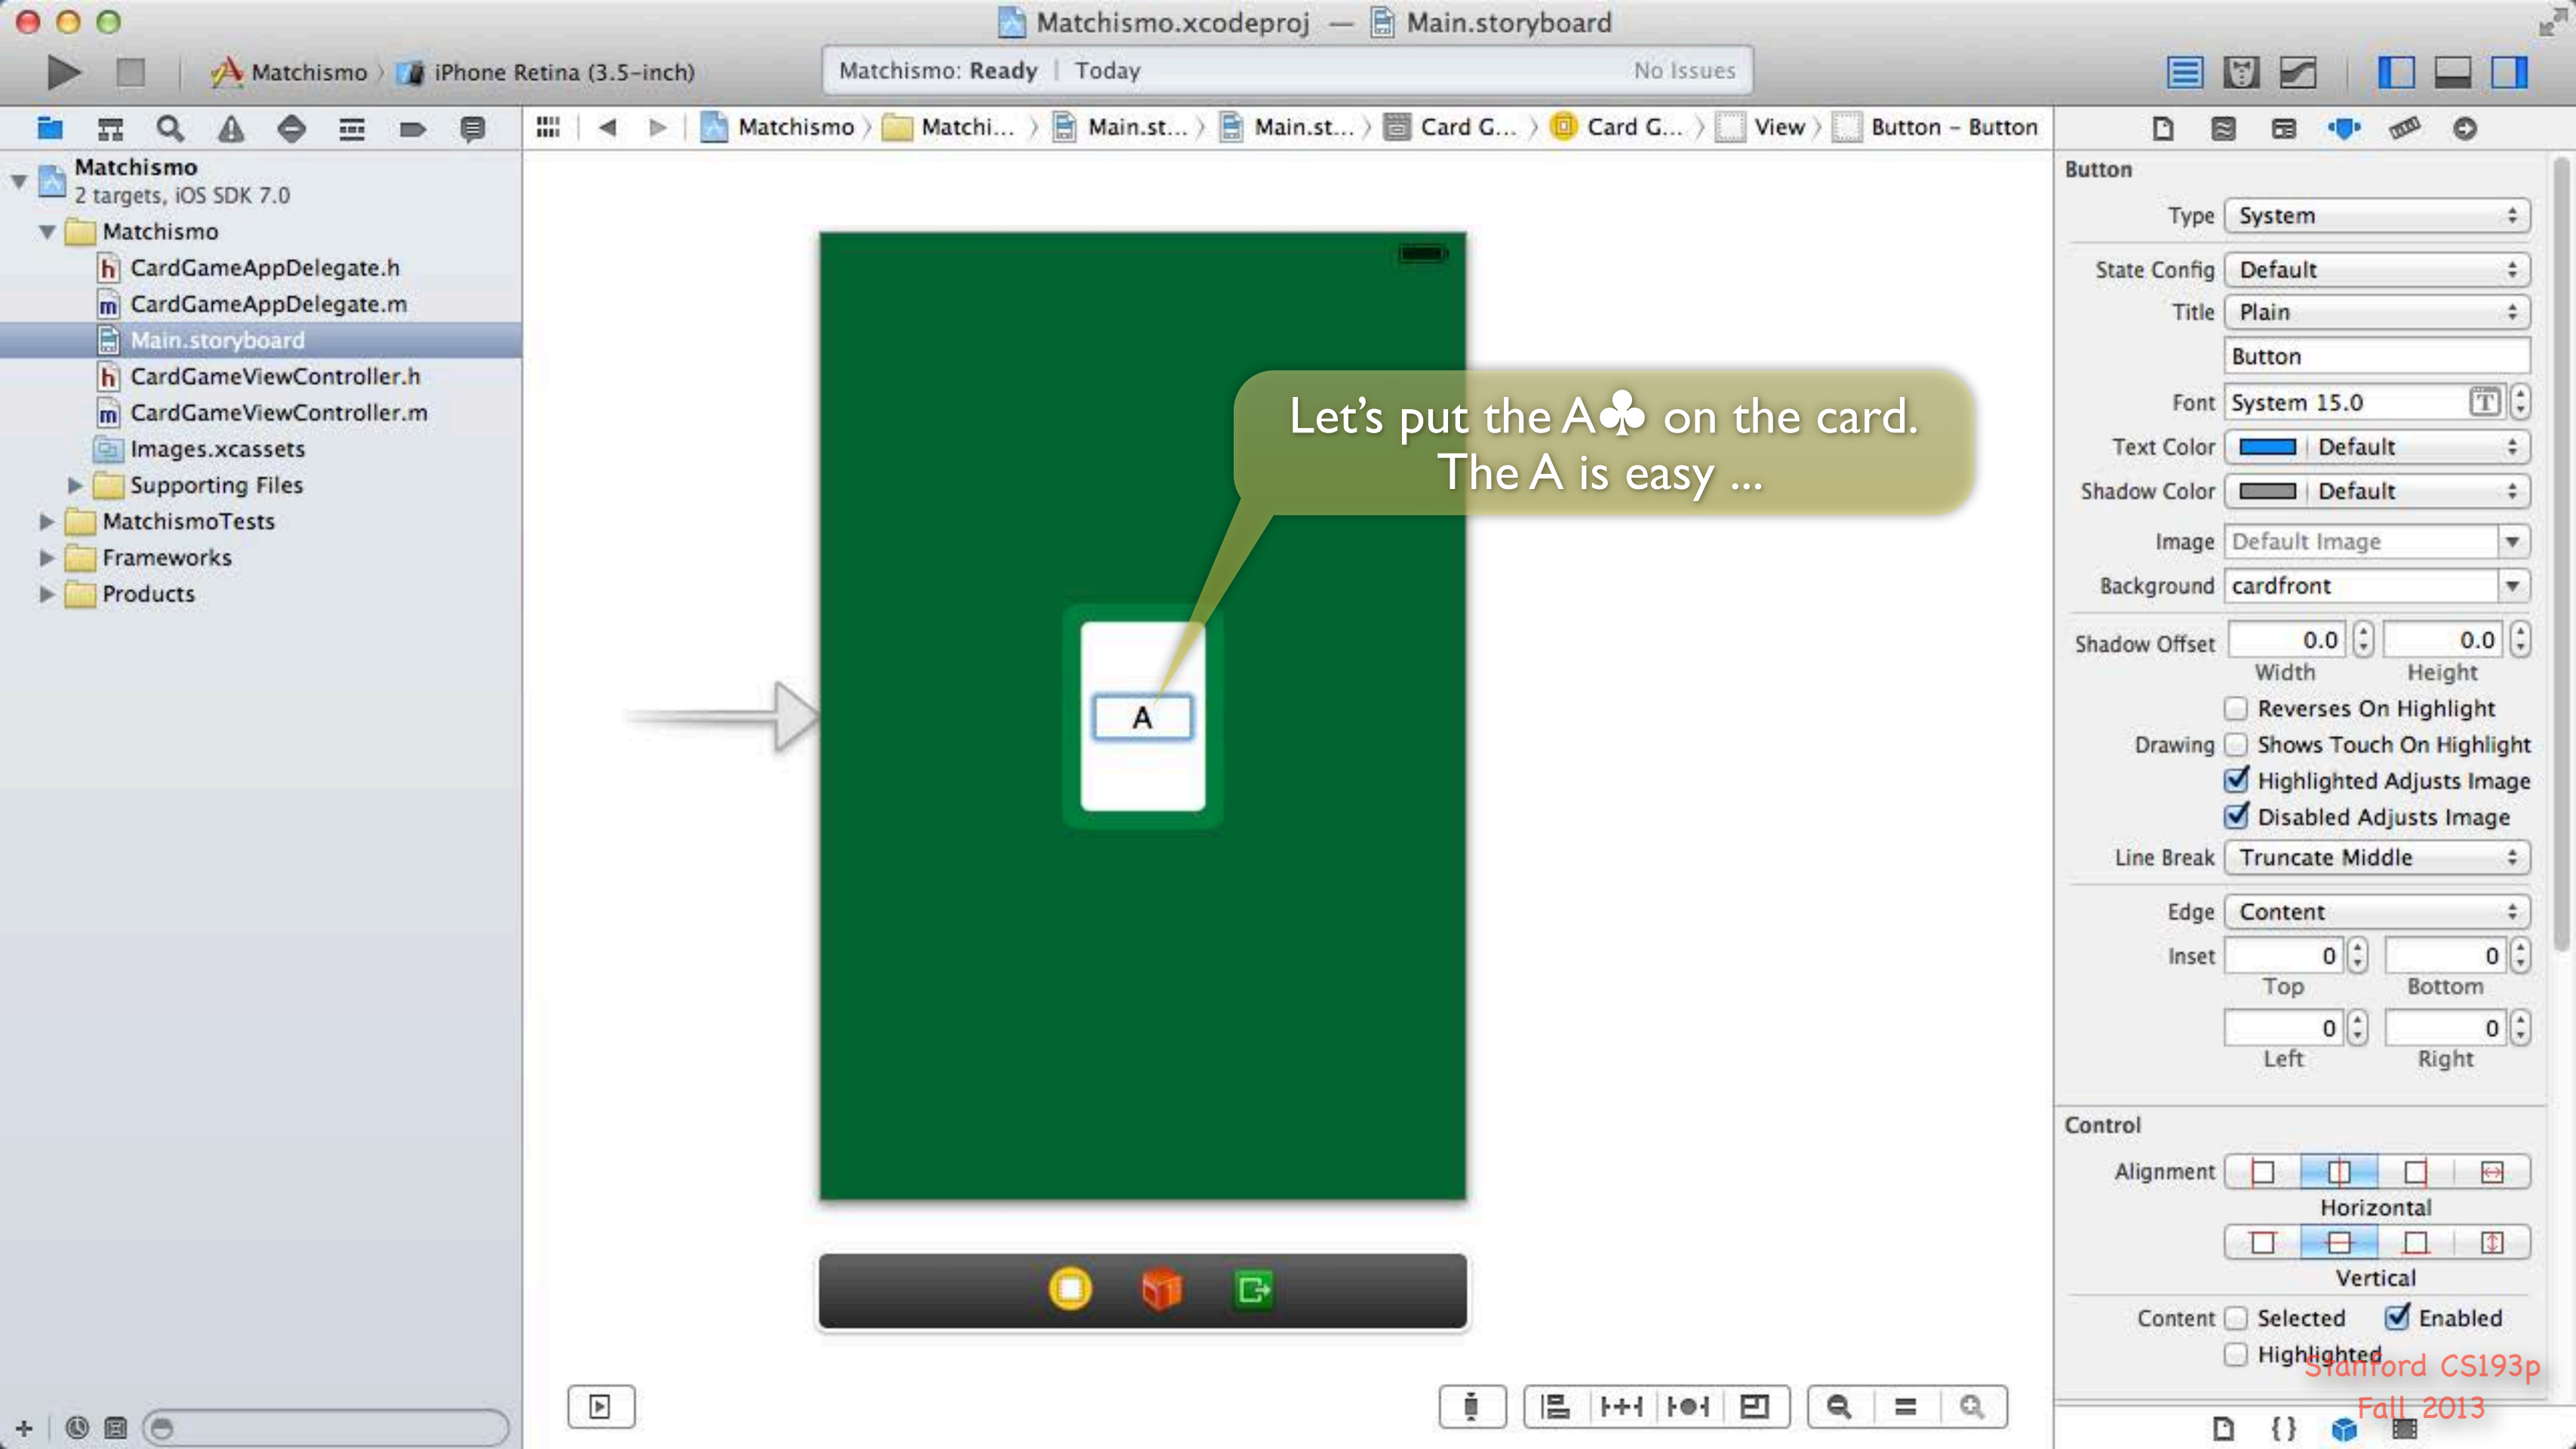 Matchismo.xcodeproj — Main.storyboard
Matchismo 〉 iPhone Retina (3.5-inch)
Matchismo: Ready | Today No Issues
Matchismo 〉 Matchi... 〉 Main.st... 〉 Main.st... 〉 Card G... 〉 Card G... 〉 View 〉 Button – Button
Matchismo
2 targets, iOS SDK 7.0
Matchismo
h CardGameAppDelegate.h
m CardGameAppDelegate.m
Main.storyboard
h CardGameViewController.h
m CardGameViewController.m
Images.xcassets
Supporting Files
MatchismoTests
Frameworks
Products
Let's put the A♣ on the card.
The A is easy ...
A
Button
Type System
State Config Default
Title Plain
Button
Font System 15.0 T
Text Color Default
Shadow Color Default
Image Default Image
Background cardfront
Shadow Offset 0.0 0.0
Width Height
Reverses On Highlight
Drawing Shows Touch On Highlight
Highlighted Adjusts Image
Disabled Adjusts Image
Line Break Truncate Middle
Edge Content
Inset 0 0
Top Bottom
0 0
Left Right
Control
Alignment
Horizontal
Vertical
Content Selected Enabled
Highlighted
Stanford CS193p
Fall 2013